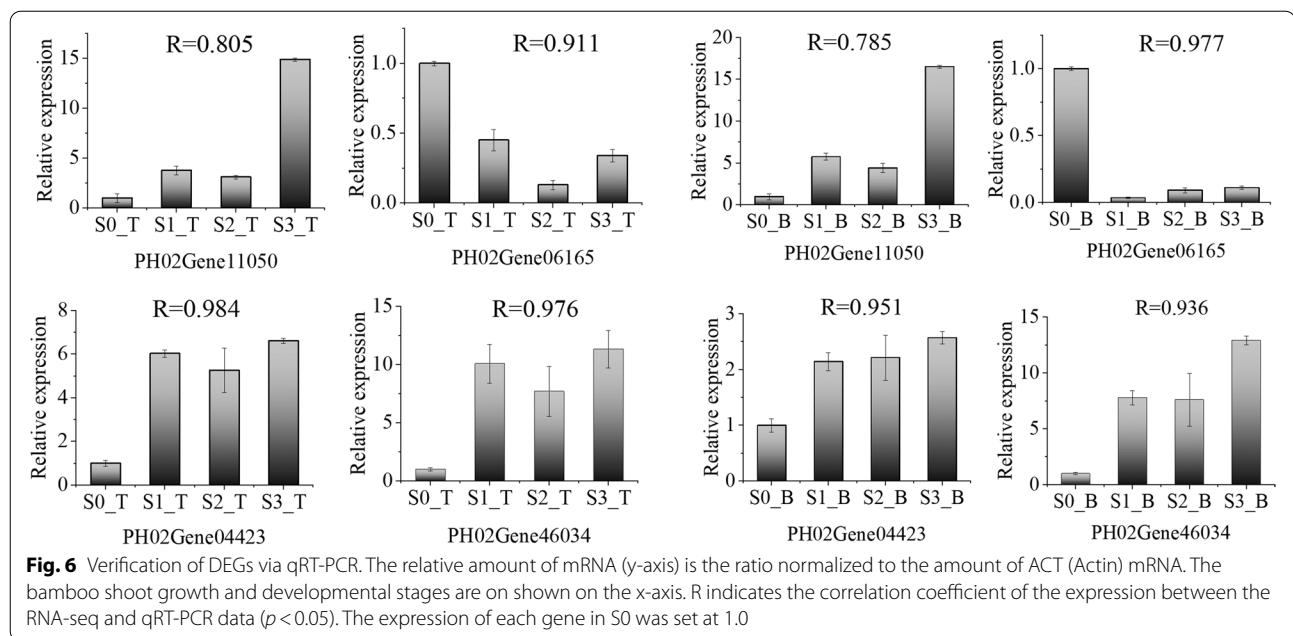 R=0.805
Relative expression
15
10
5
0
S0_T S1_T S2_T S3_T
PH02Gene11050
R=0.911
Relative expression
1.0
0.5
0.0
S0_T S1_T S2_T S3_T
PH02Gene06165
R=0.785
Relative expression
20
15
10
5
0
S0_B S1_B S2_B S3_B
PH02Gene11050
R=0.977
Relative expression
1.0
0.5
0.0
S0_B S1_B S2_B S3_B
PH02Gene06165
R=0.984
Relative expression
8
6
4
2
0
S0_T S1_T S2_T S3_T
PH02Gene04423
R=0.976
Relative expression
15
10
5
0
S0_T S1_T S2_T S3_T
PH02Gene46034
R=0.951
Relative expression
3
2
1
0
S0_B S1_B S2_B S3_B
PH02Gene04423
R=0.936
Relative expression
15
10
5
0
S0_B S1_B S2_B S3_B
PH02Gene46034
Fig. 6 Verification of DEGs via qRT-PCR. The relative amount of mRNA (y-axis) is the ratio normalized to the amount of ACT (Actin) mRNA. The
bamboo shoot growth and developmental stages are on shown on the x-axis. R indicates the correlation coefficient of the expression between the
RNA-seq and qRT-PCR data (p < 0.05). The expression of each gene in S0 was set at 1.0